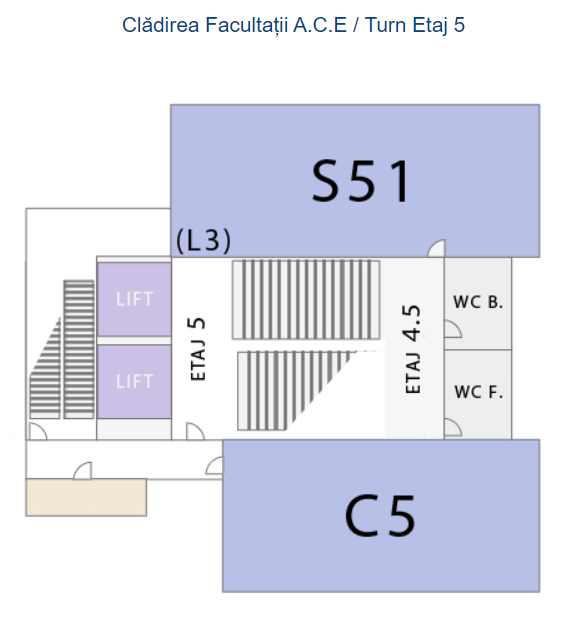 Clădirea Facultații A.C.E / Turn Etaj 5
S51
(L3)
LIFT
LIFT
ETAJ 5
ETAJ 4.5
WC B.
WC F.
C5